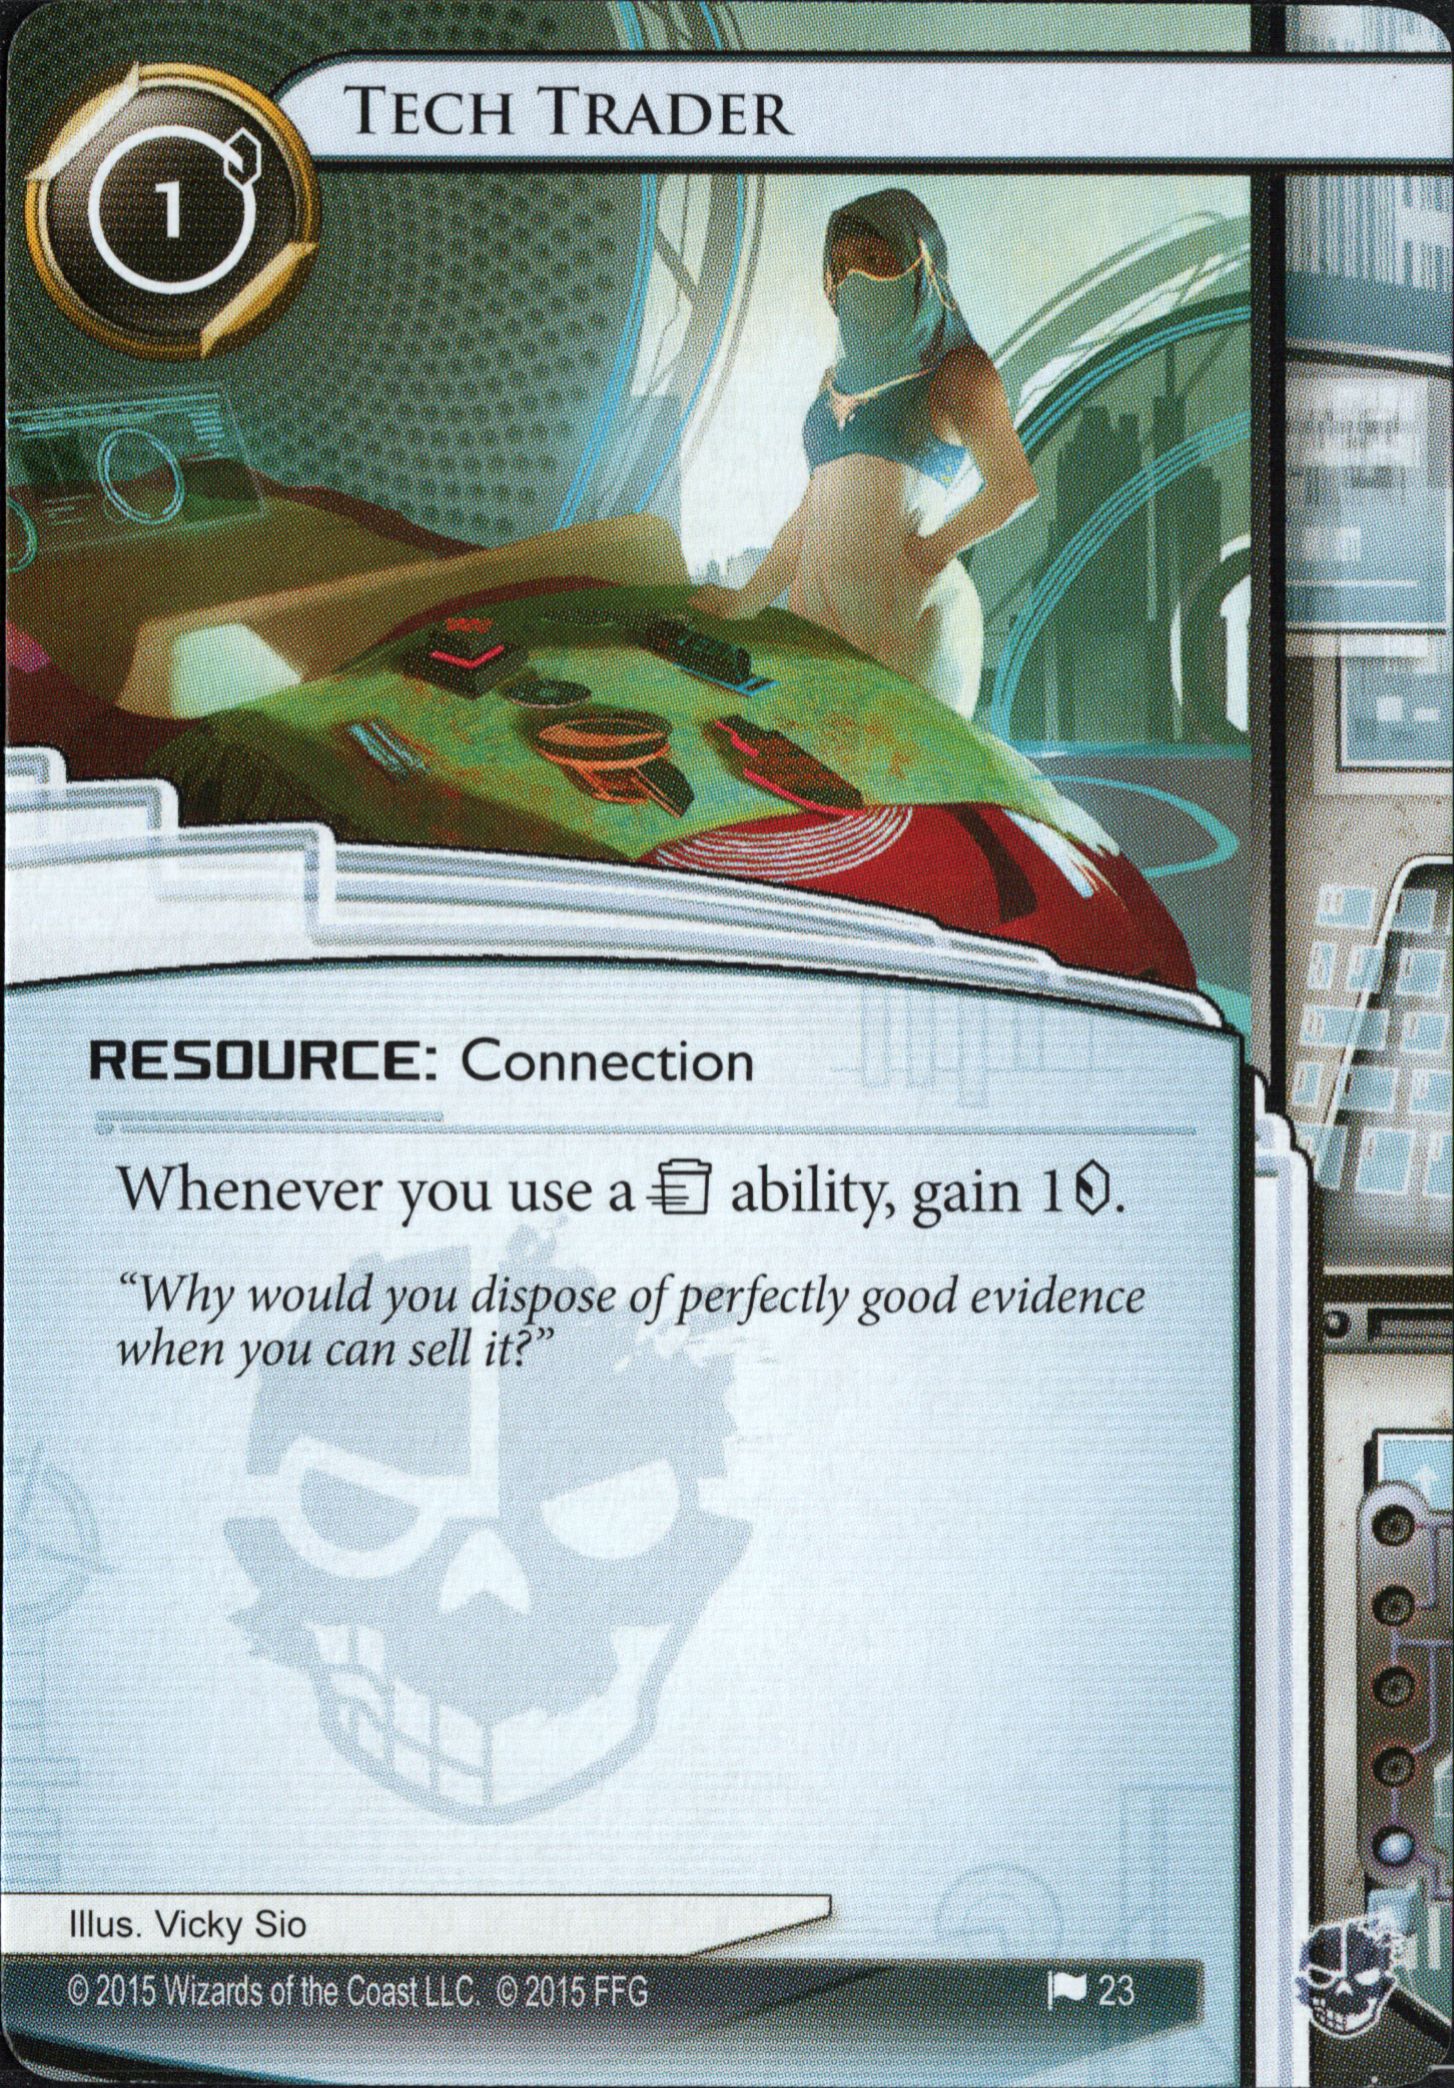 1
Tech Trader
RESOURCE: Connection
Whenever you use a ability, gain 1.
“Why would you dispose of perfectly good evidence
when you can sell it?”
Illus. Vicky Sio
© 2015 Wizards of the Coast LLC. © 2015 FFG
23